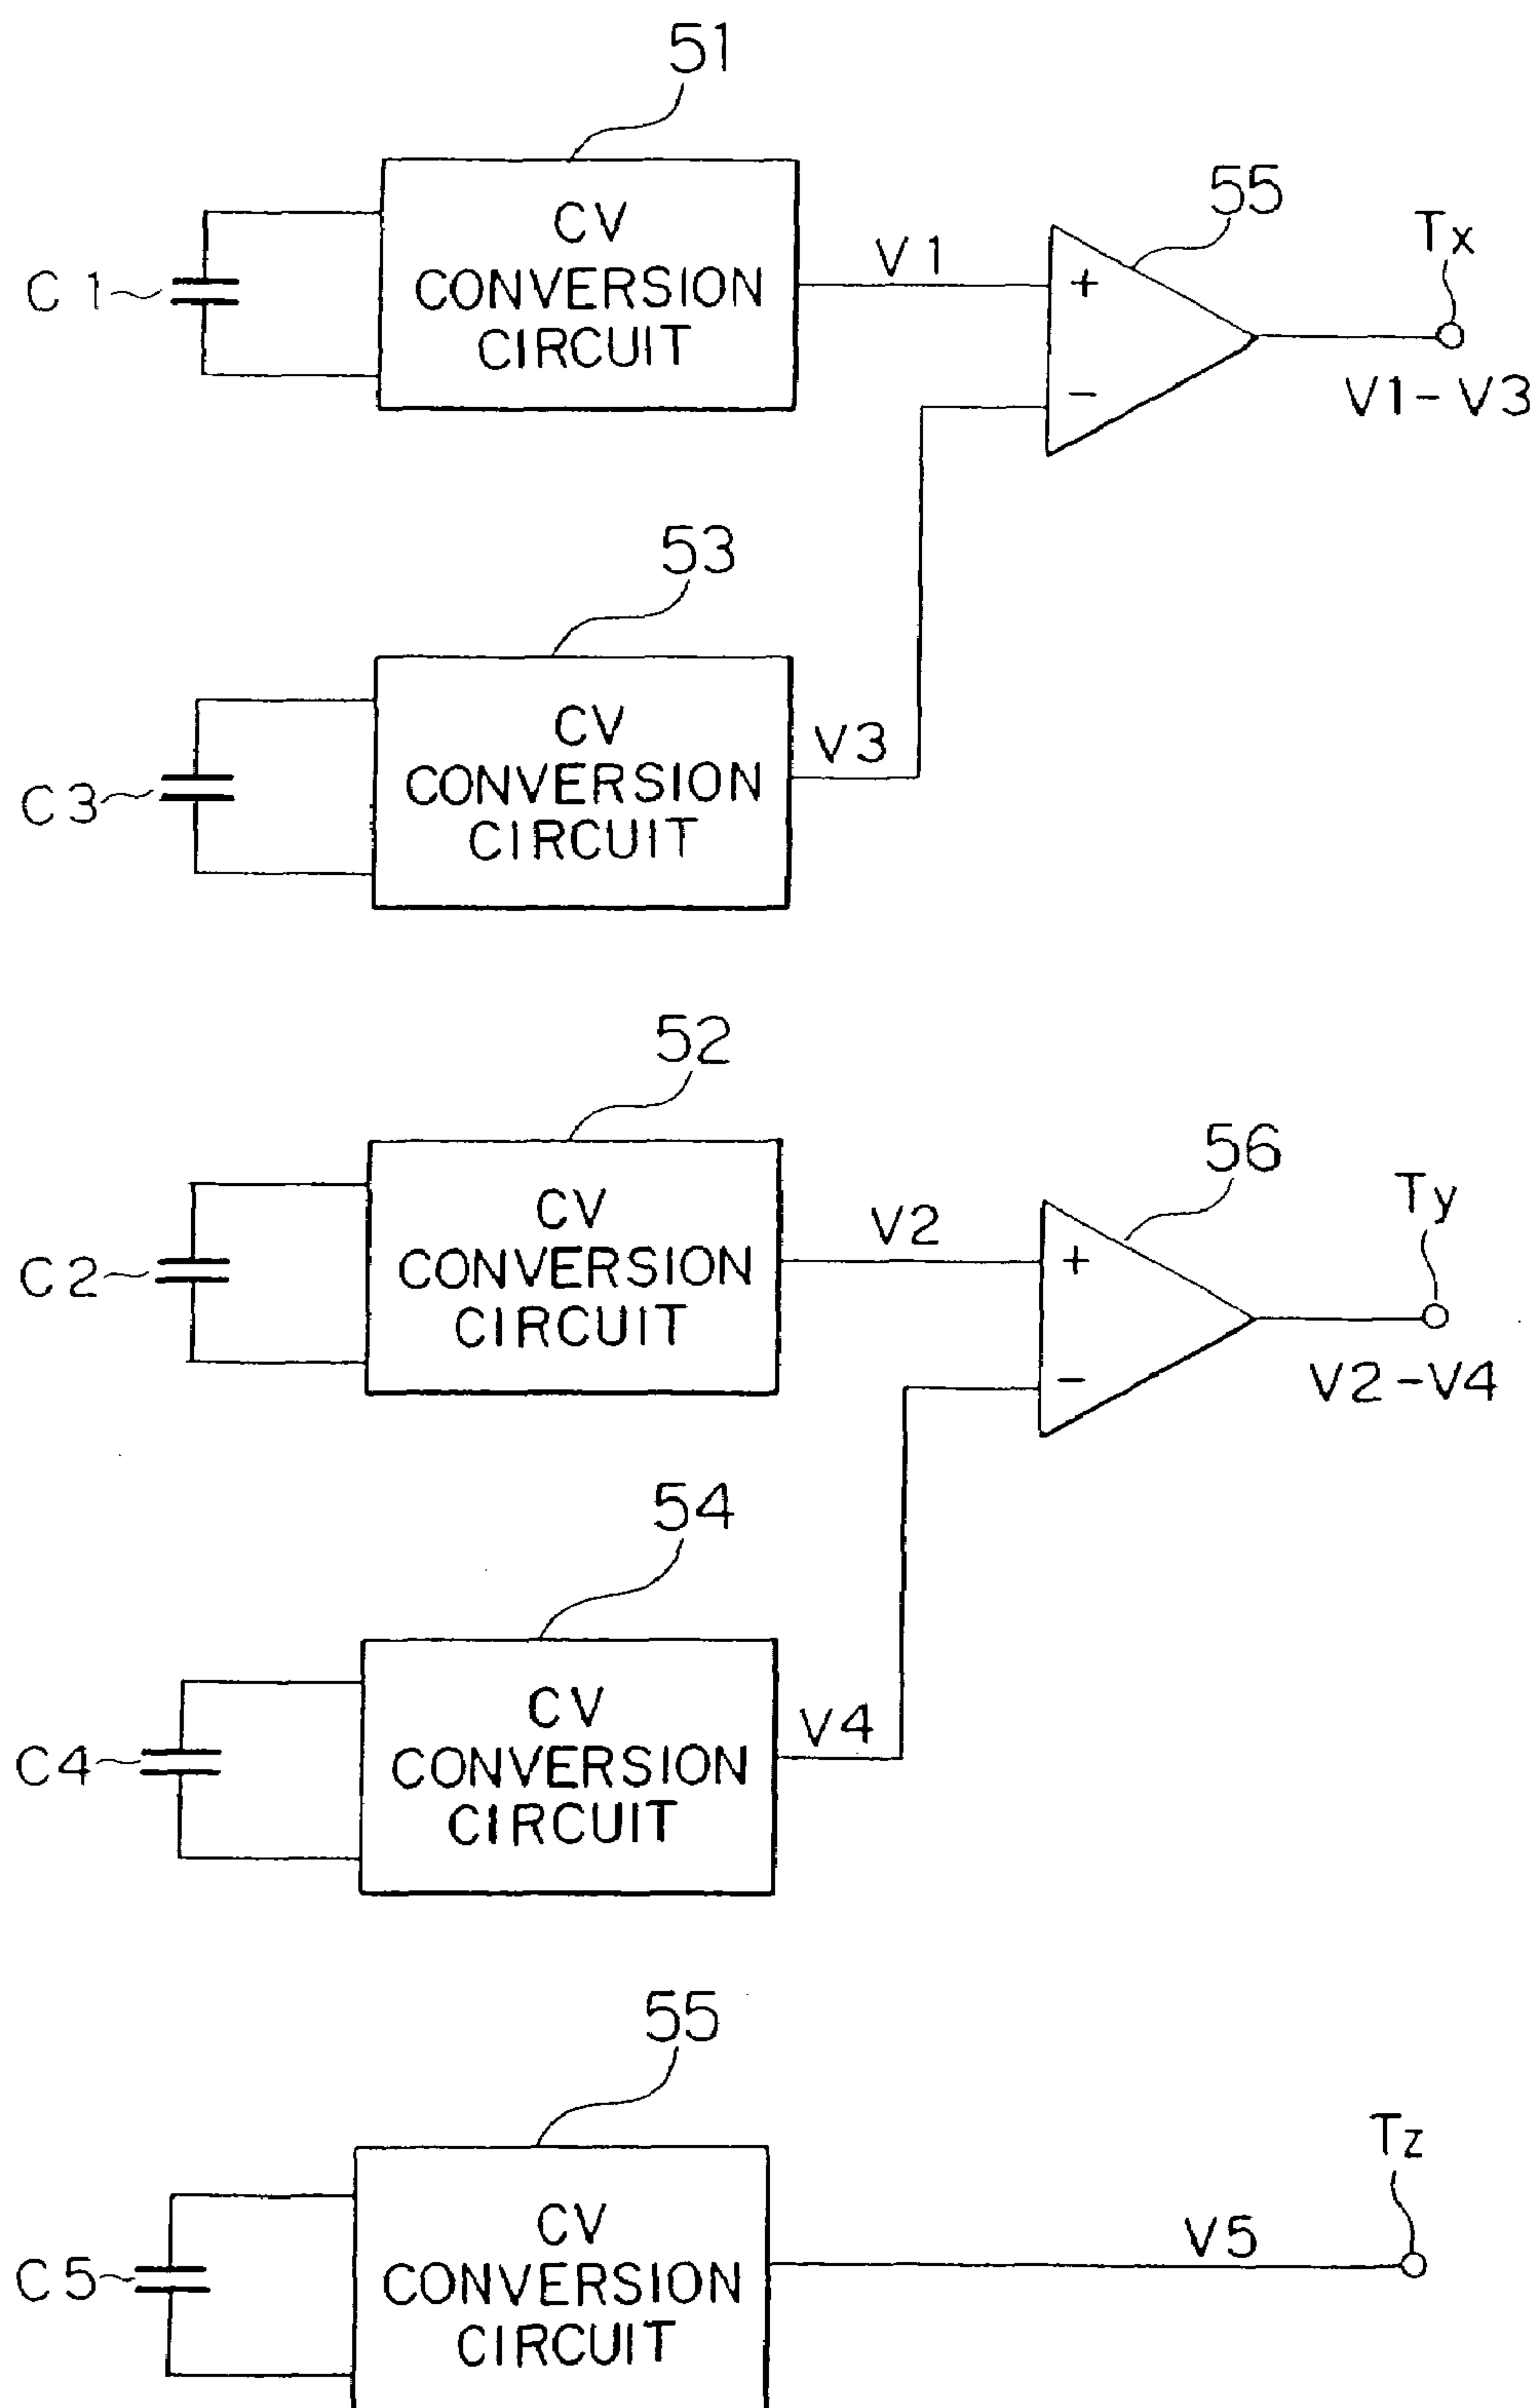 51
CV
CONVERSION
CIRCUIT
C1
V1
+
-
55
Tx
V1-V3
53
CV
CONVERSION
CIRCUIT
C3
V3
52
CV
CONVERSION
CIRCUIT
C2
V2
+
-
56
Ty
V2-V4
54
CV
CONVERSION
CIRCUIT
C4
V4
55
CV
CONVERSION
CIRCUIT
C5
V5
Tz